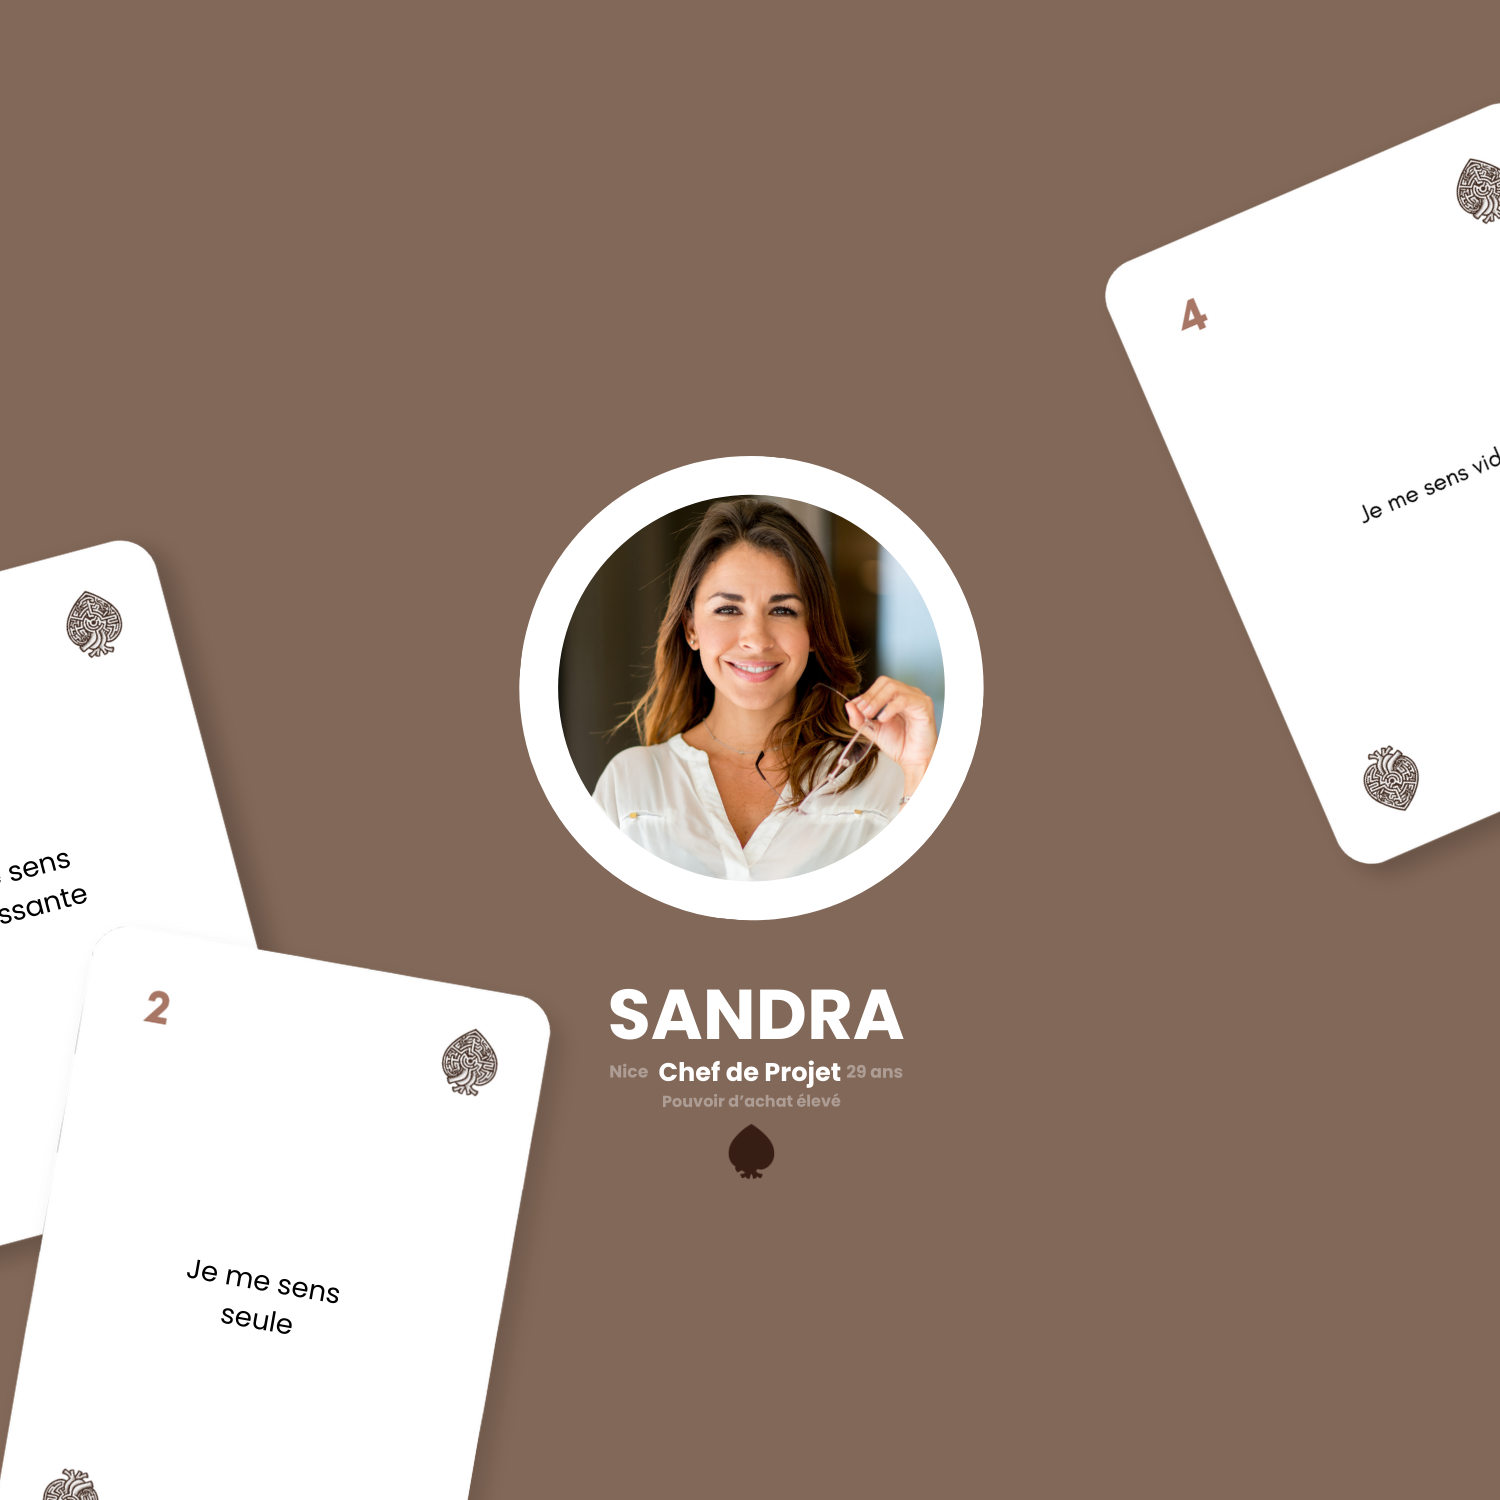 4
Je me sens vid
sens
ssante
SANDRA
Nice Chef de Projet 29 ans
Pouvoir d'achat élevé
2
Je me sens
seule